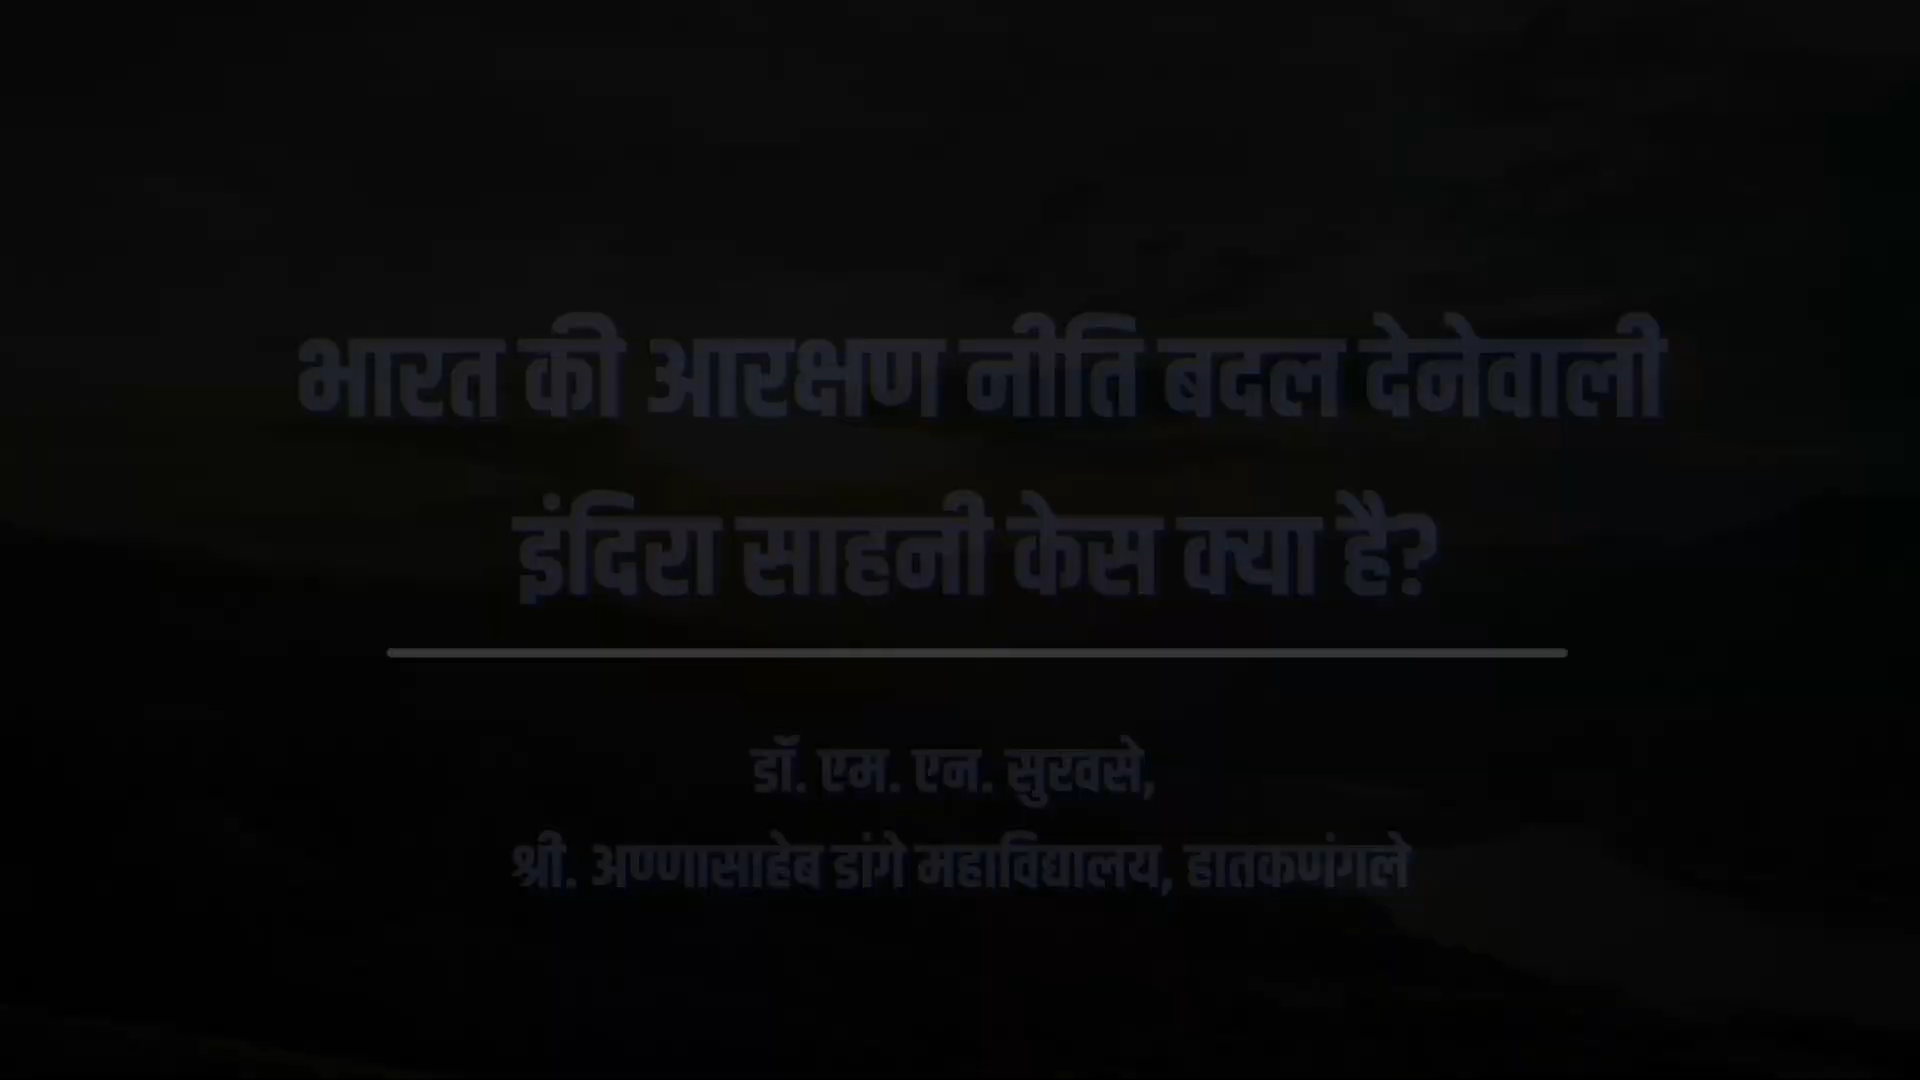 भारत की आरक्षण नीति बदल देनेवाली
इंदिरा साहनी केस क्या है?
डॉ. एम. एन. सुरवसे,
श्री. अण्णासाहेब डांगे महाविद्यालय, हातकणंगले